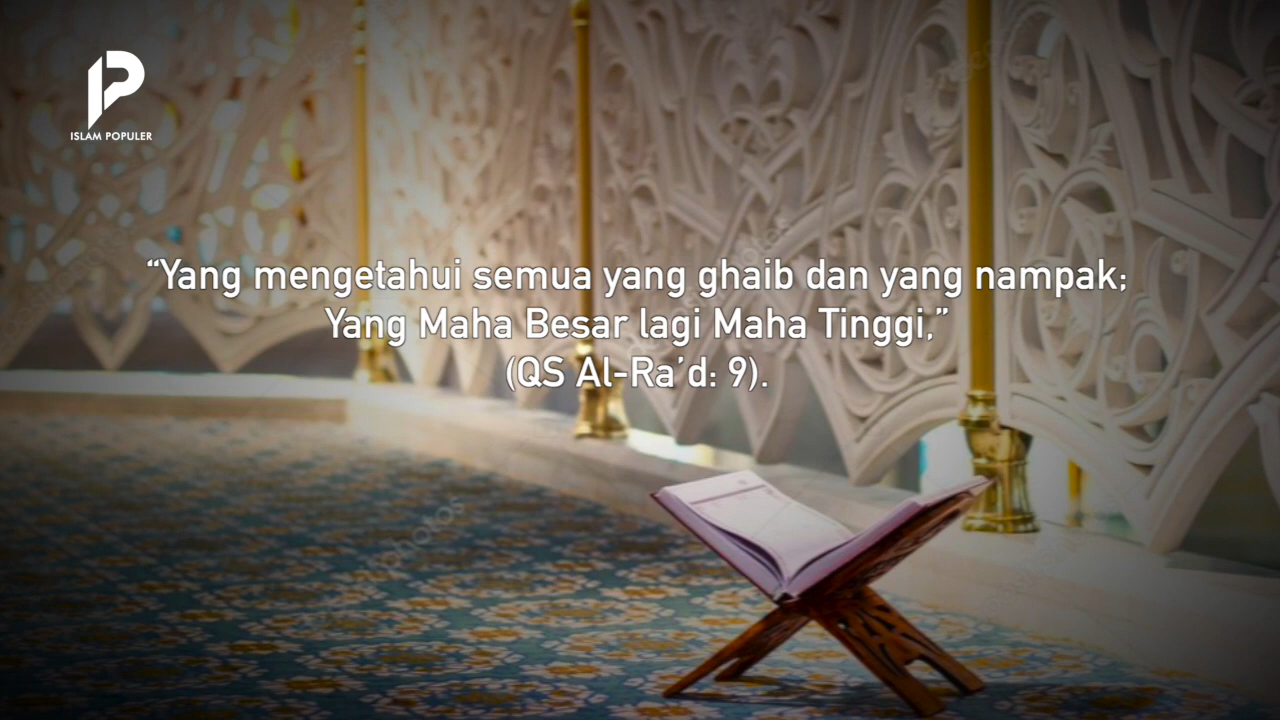 ISLAM POPULER
“Yang mengetahui semua yang ghaib dan yang nampak;
Yang Maha Besar lagi Maha Tinggi,”
(QS Al-Ra’d: 9).
photos